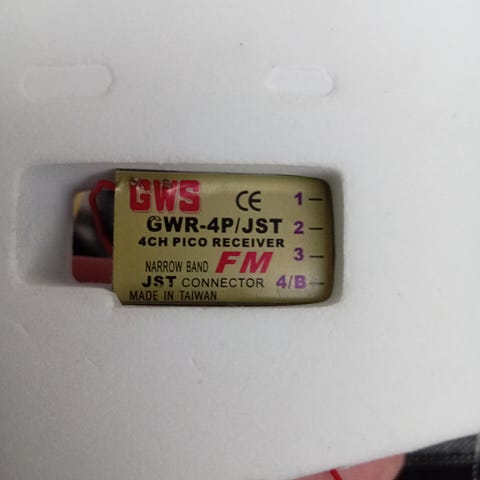 GWS CE 1 –
GWR-4P/JST 2 –
4CH PICO RECEIVER
NARROW BAND FM 3 –
JST CONNECTOR 4/B –
MADE IN TAIWAN